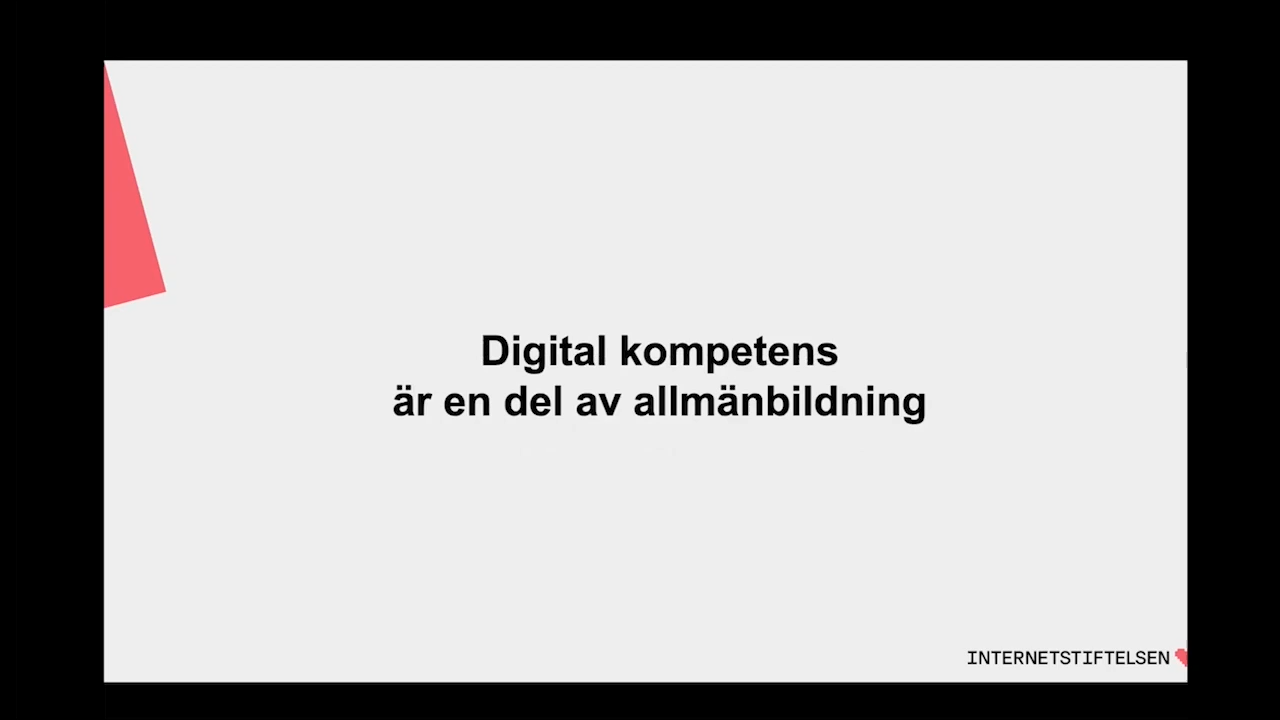 Digital kompetens
är en del av allmänbildning
INTERNETSTIFTELSEN